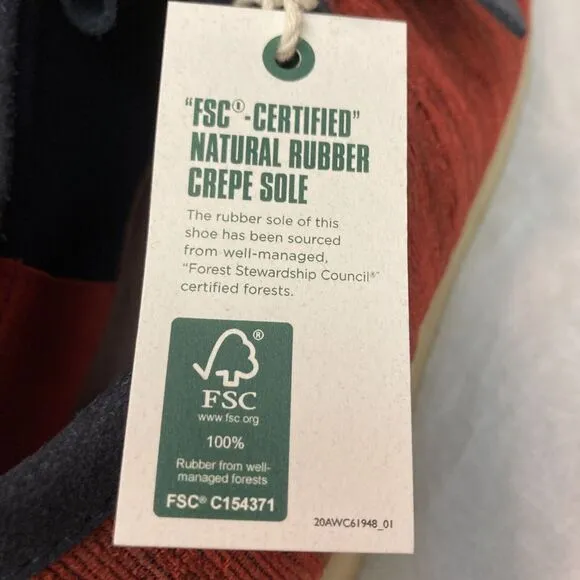 "FSC®-CERTIFIED"
NATURAL RUBBER
CREPE SOLE
The rubber sole of this
shoe has been sourced
from well-managed,
"Forest Stewardship Council®"
certified forests.
®
FSC
www.fsc.org
100%
Rubber from well-
managed forests
FSC® C154371
20AWC61948_01